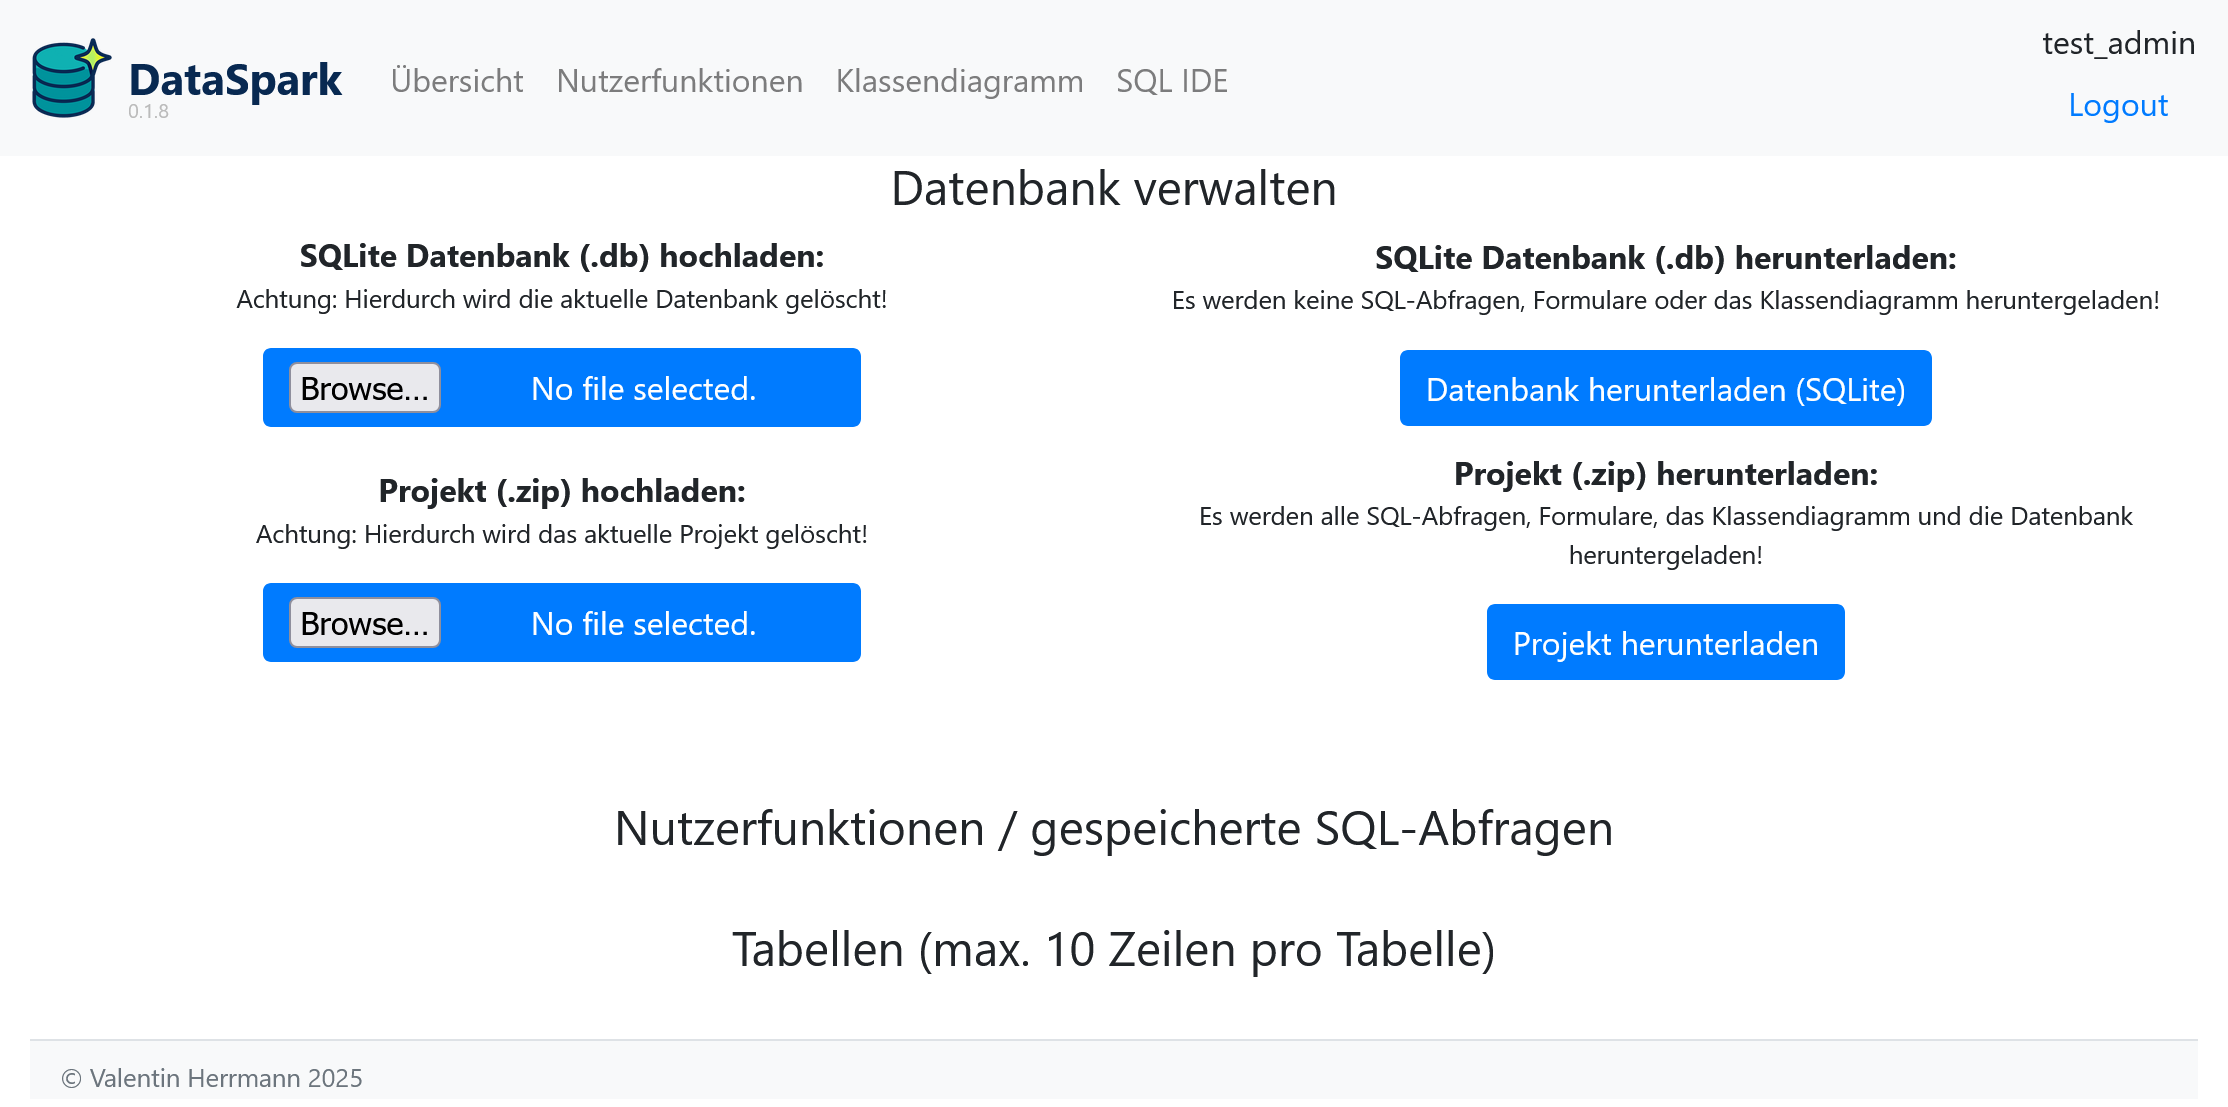 DataSpark
0.1.8
Übersicht Nutzerfunktionen Klassendiagramm SQL IDE
test_admin
Logout
Datenbank verwalten
SQLite Datenbank (.db) hochladen:
Achtung: Hierdurch wird die aktuelle Datenbank gelöscht!
Browse... No file selected.
Projekt (.zip) hochladen:
Achtung: Hierdurch wird das aktuelle Projekt gelöscht!
Browse... No file selected.
SQLite Datenbank (.db) herunterladen:
Es werden keine SQL-Abfragen, Formulare oder das Klassendiagramm heruntergeladen!
Datenbank herunterladen (SQLite)
Projekt (.zip) herunterladen:
Es werden alle SQL-Abfragen, Formulare, das Klassendiagramm und die Datenbank
heruntergeladen!
Projekt herunterladen
Nutzerfunktionen / gespeicherte SQL-Abfragen
Tabellen (max. 10 Zeilen pro Tabelle)
© Valentin Herrmann 2025